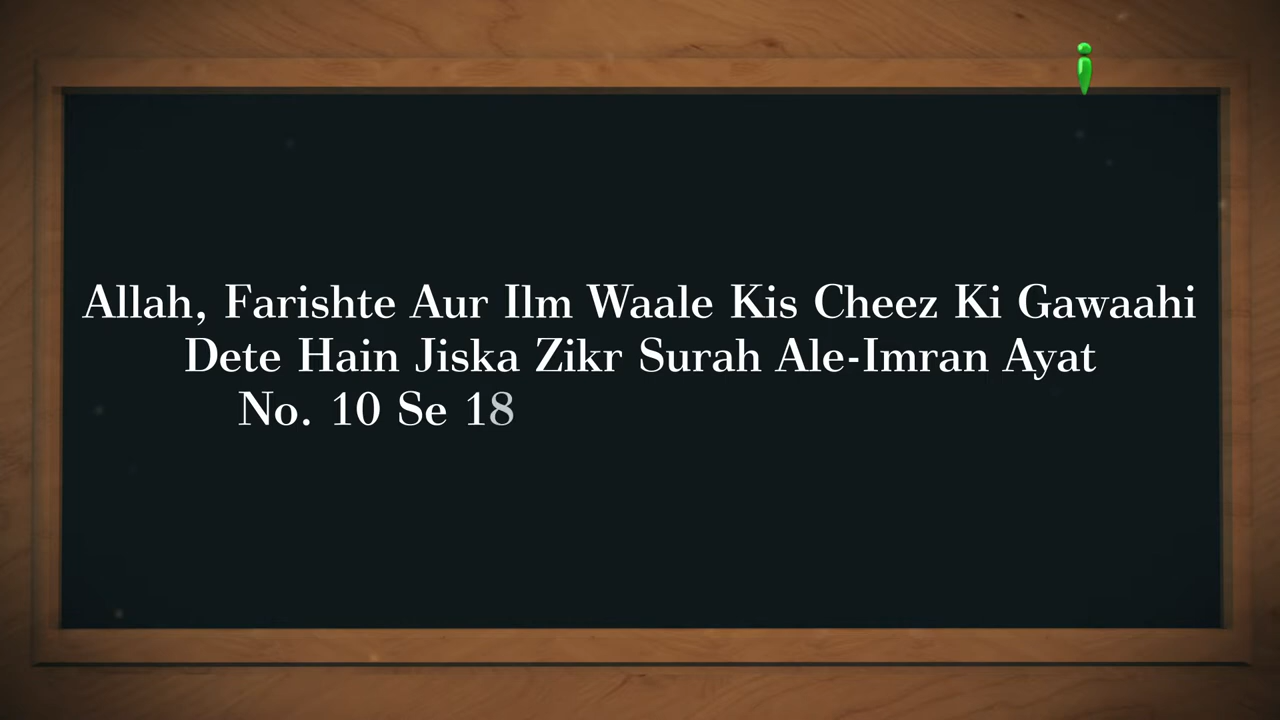 Allah, Farishte Aur Ilm Waale Kis Cheez Ki Gawaahi
Dete Hain Jiska Zikr Surah Ale-Imran Ayat
No. 10 Se 18